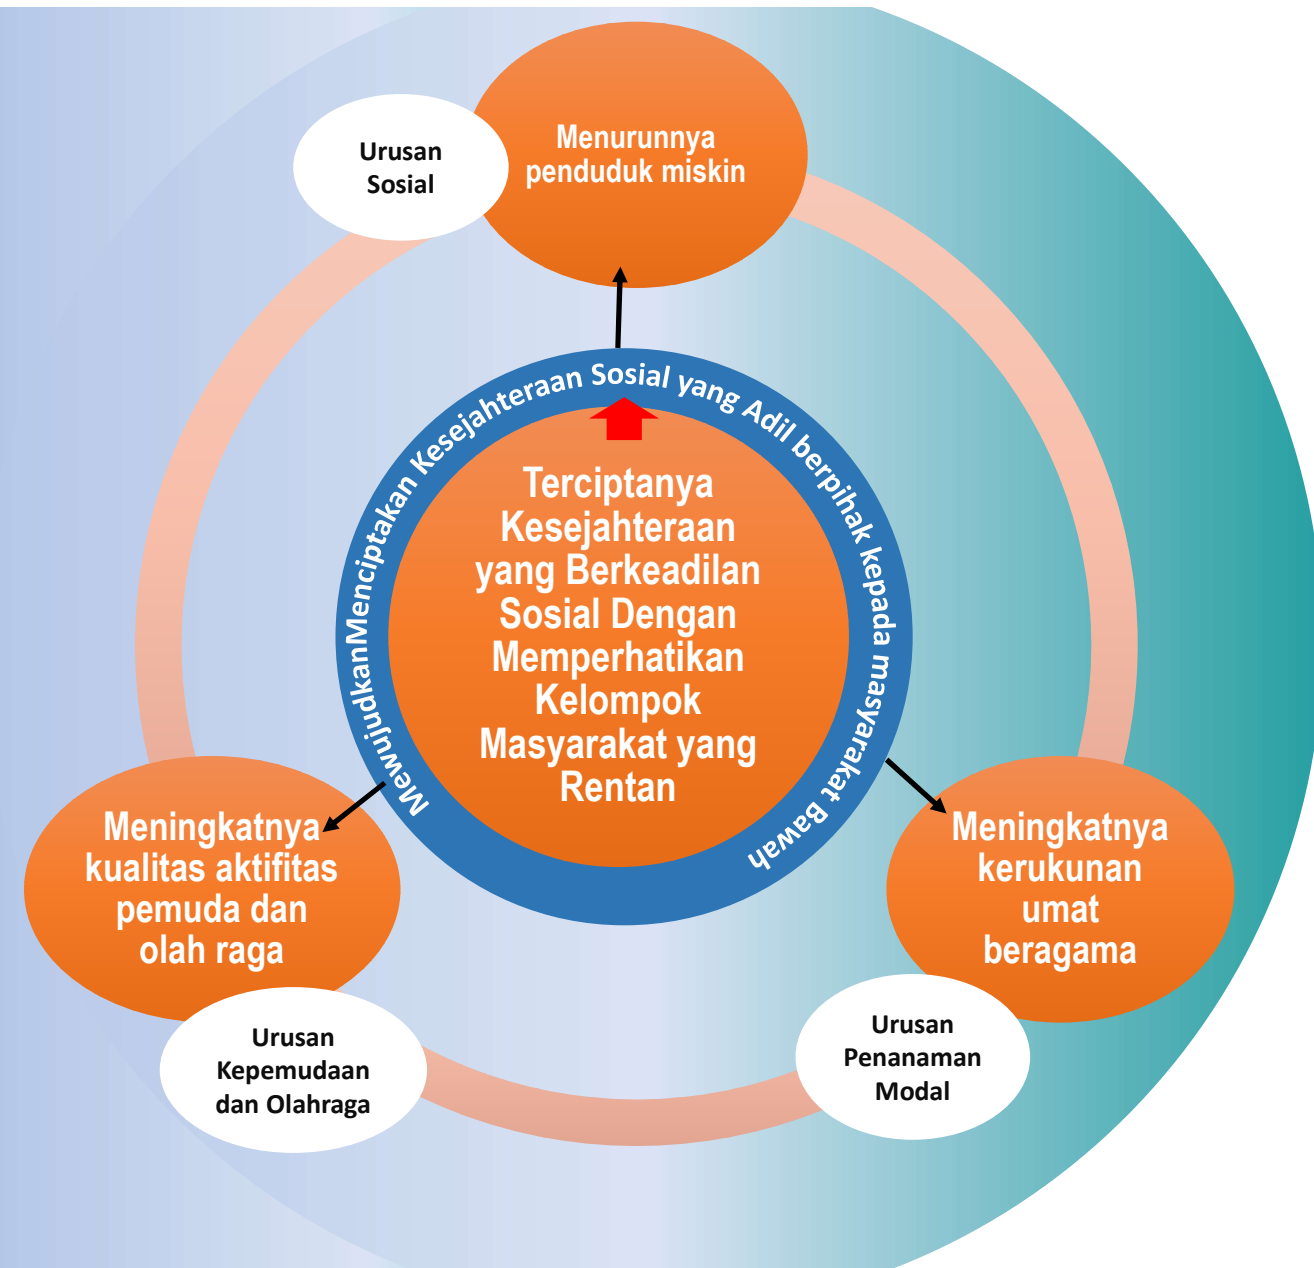 Menurunnya
penduduk miskin
Urusan
Sosial
MewujudkanMenciptakan Kesejahteraan Sosial yang Adil berpihak kepada masyarakat Bawah
Terciptanya
Kesejahteraan
yang Berkeadilan
Sosial Dengan
Memperhatikan
Kelompok
Masyarakat yang
Rentan
Meningkatnya
kualitas aktifitas
pemuda dan
olah raga
Urusan
Kepemudaan
dan Olahraga
Meningkatnya
kerukunan
umat
beragama
Urusan
Penanaman
Modal